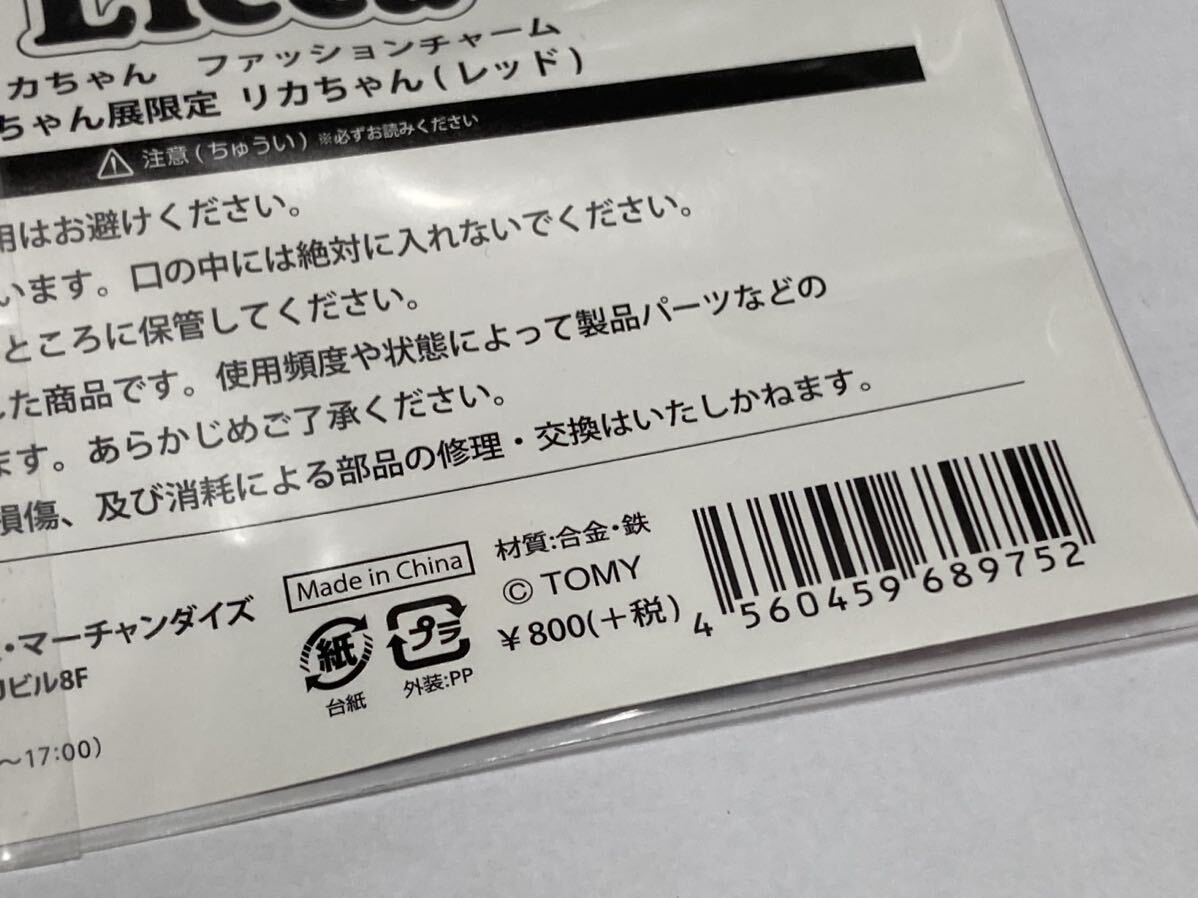 Licca
カちゃん ファッションチャーム
ちゃん展限定 リカちゃん(レッド)
注意(ちゅうい)※必ずお読みください
用はお避けください。
います。口の中には絶対に入れないでください。
ところに保管してください。
した商品です。使用頻度や状態によって製品パーツなどの
ます。あらかじめご了承ください。
損傷、及び消耗による部品の修理・交換はいたしかねます。
・マーチャンダイズ
ビル8F
～17:00)
Made in China
紙
台紙
プラ
外装:PP
材質:合金・鉄
© TOMY
¥800(+税)
4 560459 689752